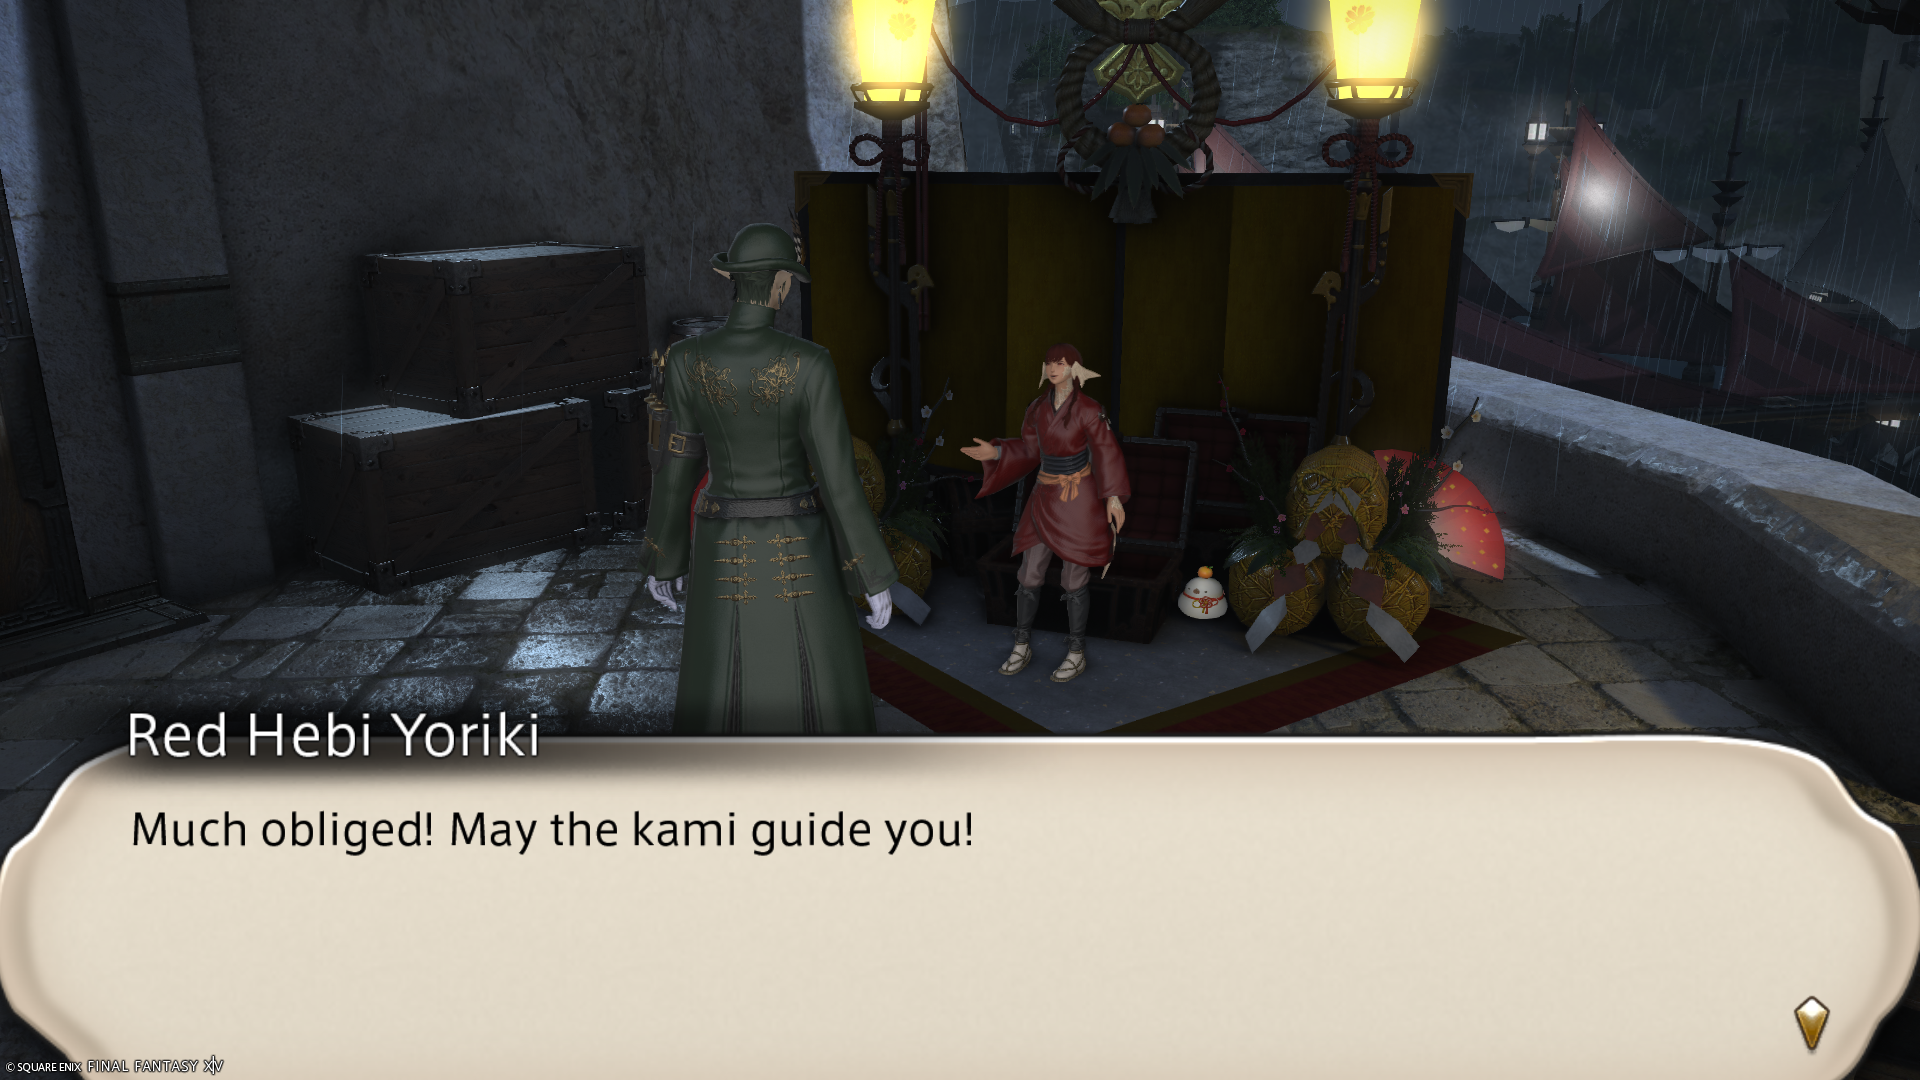 Red Hebi Yoriki
Much obliged! May the kami guide you!
© SQUARE ENIX FINAL FANTASY XIV